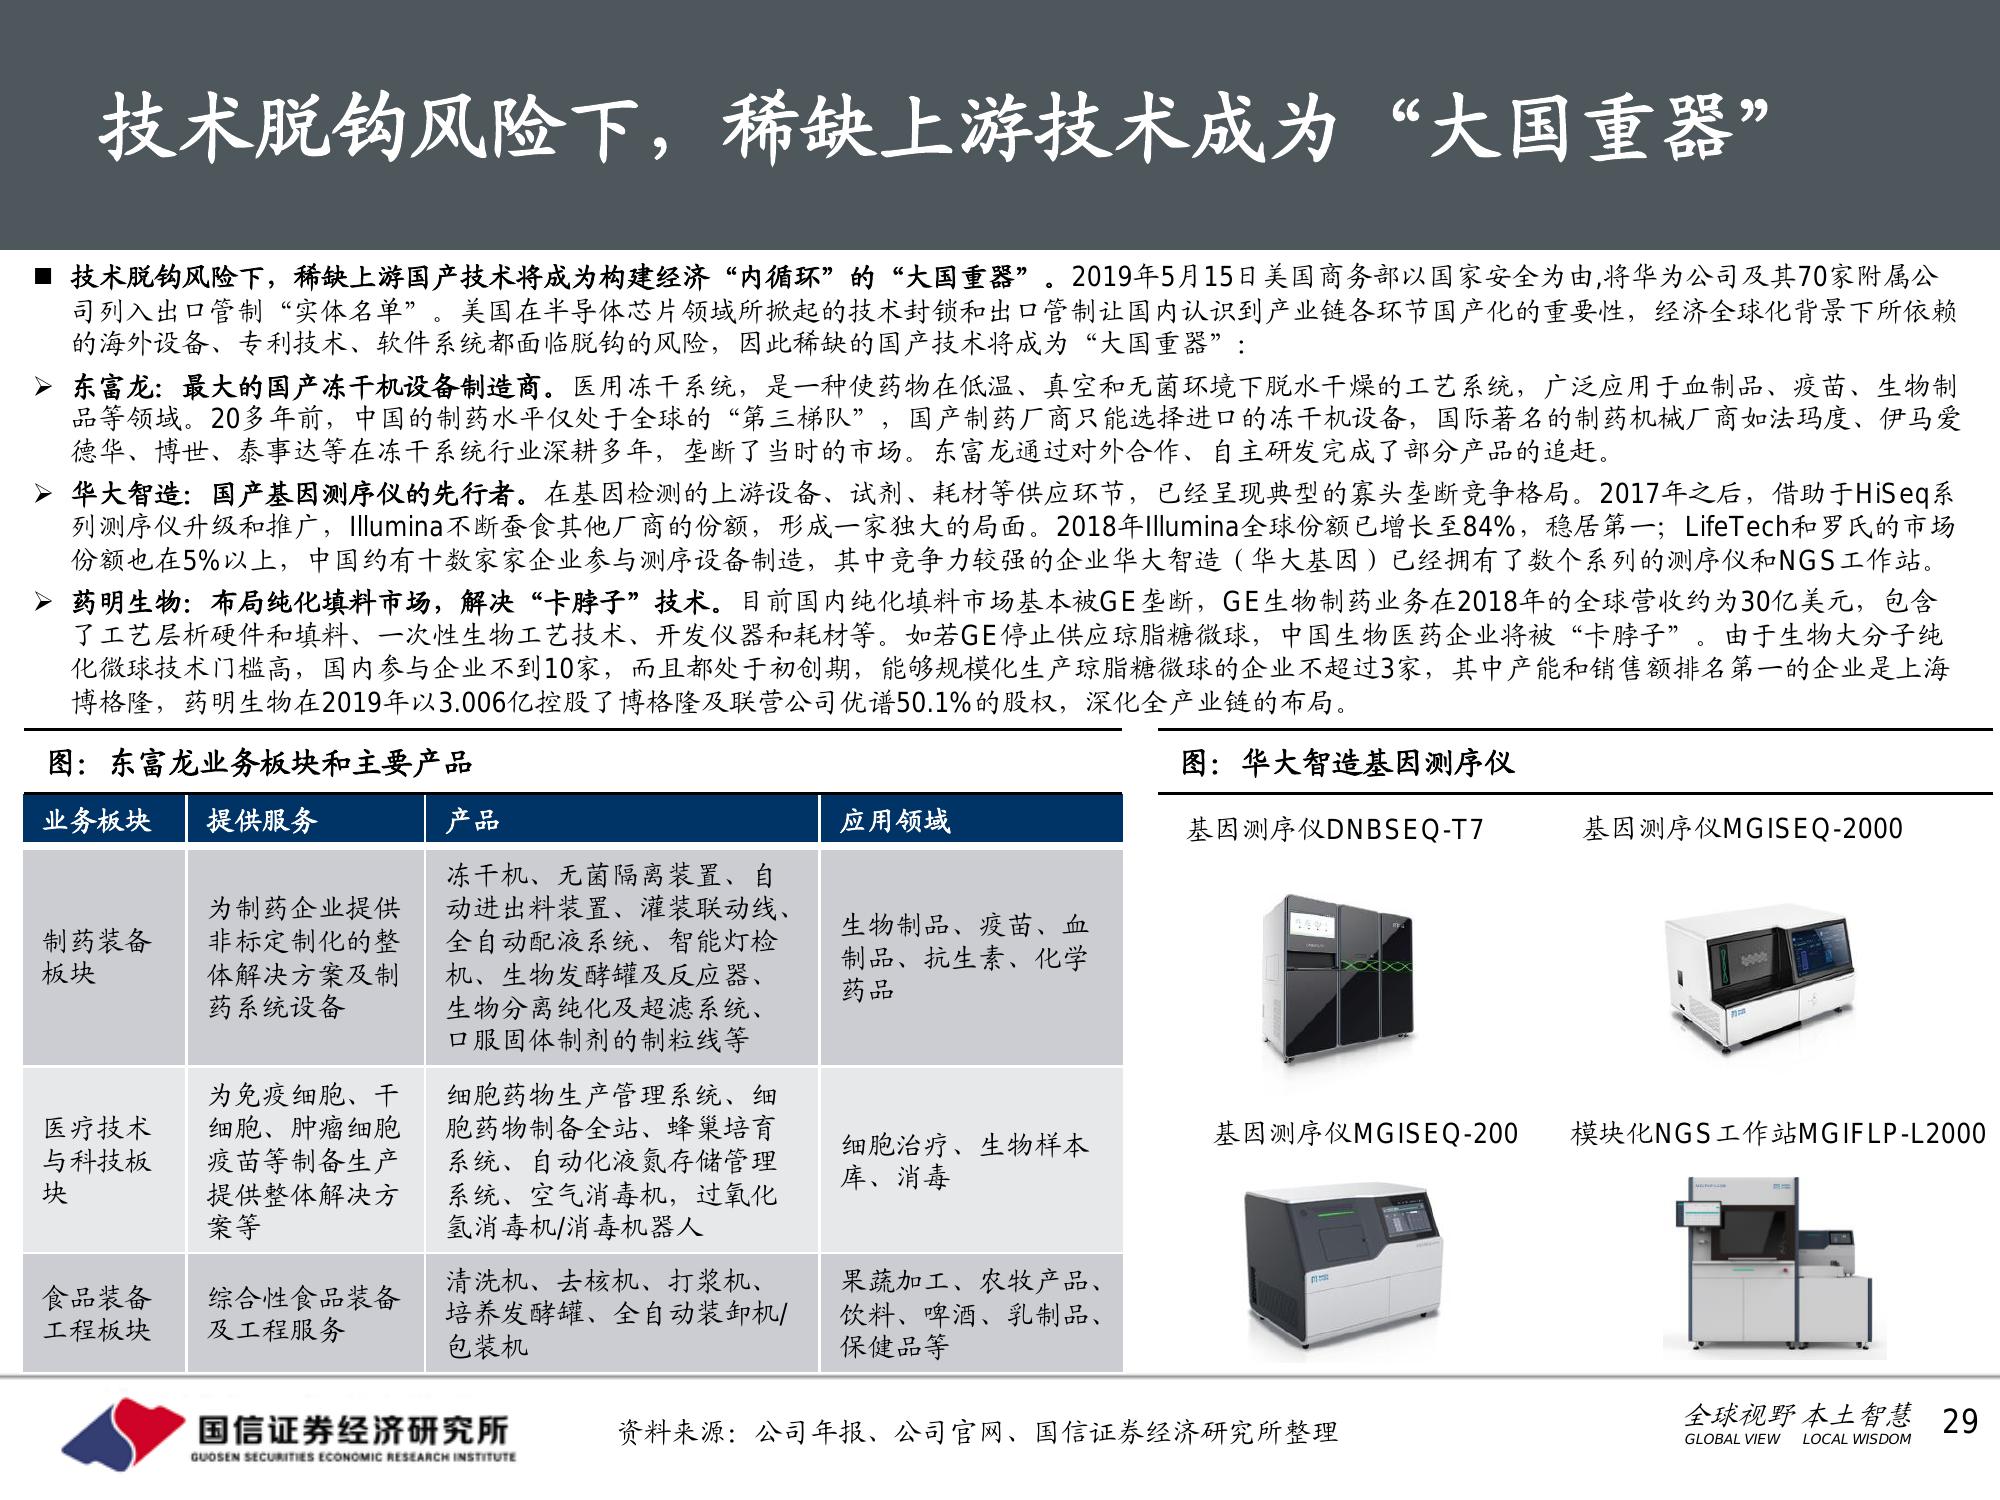 技术脱钩风险下，稀缺上游技术成为“大国重器”
■ 技术脱钩风险下，稀缺上游国产技术将成为构建经济“内循环”的“大国重器”。2019年5月15日美国商务部以国家安全为由,将华为公司及其70家附属公
司列入出口管制“实体名单”。美国在半导体芯片领域所掀起的技术封锁和出口管制让国内认识到产业链各环节国产化的重要性，经济全球化背景下所依赖
的海外设备、专利技术、软件系统都面临脱钩的风险，因此稀缺的国产技术将成为“大国重器”：
➢ 东富龙：最大的国产冻干机设备制造商。医用冻干系统，是一种使药物在低温、真空和无菌环境下脱水干燥的工艺系统，广泛应用于血制品、疫苗、生物制
品等领域。20多年前，中国的制药水平仅处于全球的“第三梯队”，国产制药厂商只能选择进口的冻干机设备，国际著名的制药机械厂商如法玛度、伊马爱
德华、博世、泰事达等在冻干系统行业深耕多年，垄断了当时的市场。东富龙通过对外合作、自主研发完成了部分产品的追赶。
➢ 华大智造：国产基因测序仪的先行者。在基因检测的上游设备、试剂、耗材等供应环节，已经呈现典型的寡头垄断竞争格局。2017年之后，借助于HiSeq系
列测序仪升级和推广，Illumina不断蚕食其他厂商的份额，形成一家独大的局面。2018年Illumina全球份额已增长至84%，稳居第一；LifeTech和罗氏的市场
份额也在5%以上，中国约有十数家家企业参与测序设备制造，其中竞争力较强的企业华大智造（华大基因）已经拥有了数个系列的测序仪和NGS工作站。
➢ 药明生物：布局纯化填料市场，解决“卡脖子”技术。目前国内纯化填料市场基本被GE垄断，GE生物制药业务在2018年的全球营收约为30亿美元，包含
了工艺层析硬件和填料、一次性生物工艺技术、开发仪器和耗材等。如若GE停止供应琼脂糖微球，中国生物医药企业将被“卡脖子”。由于生物大分子纯
化微球技术门槛高，国内参与企业不到10家，而且都处于初创期，能够规模化生产琼脂糖微球的企业不超过3家，其中产能和销售额排名第一的企业是上海
博格隆，药明生物在2019年以3.006亿控股了博格隆及联营公司优谱50.1%的股权，深化全产业链的布局。
图：东富龙业务板块和主要产品
业务板块 提供服务 产品 应用领域
制药装备
板块
为制药企业提供
非标定制化的整
体解决方案及制
药系统设备
冻干机、无菌隔离装置、自
动进出料装置、灌装联动线、
全自动配液系统、智能灯检
机、生物发酵罐及反应器、
生物分离纯化及超滤系统、
口服固体制剂的制粒线等
生物制品、疫苗、血
制品、抗生素、化学
药品
医疗技术
与科技板
块
为免疫细胞、干
细胞、肿瘤细胞
疫苗等制备生产
提供整体解决方
案等
细胞药物生产管理系统、细
胞药物制备全站、蜂巢培育
系统、自动化液氮存储管理
系统、空气消毒机，过氧化
氢消毒机/消毒机器人
细胞治疗、生物样本
库、消毒
食品装备
工程板块
综合性食品装备
及工程服务
清洗机、去核机、打浆机、
培养发酵罐、全自动装卸机/
包装机
果蔬加工、农牧产品、
饮料、啤酒、乳制品、
保健品等
图：华大智造基因测序仪
基因测序仪DNBSEQ-T7
基因测序仪MGISEQ-2000
基因测序仪MGISEQ-200
模块化NGS工作站MGIFLP-L2000
国信证券经济研究所
GUOSEN SECURITIES ECONOMIC RESEARCH INSTITUTE
资料来源：公司年报、公司官网、国信证券经济研究所整理
全球视野 本土智慧
GLOBAL VIEW LOCAL WISDOM
29